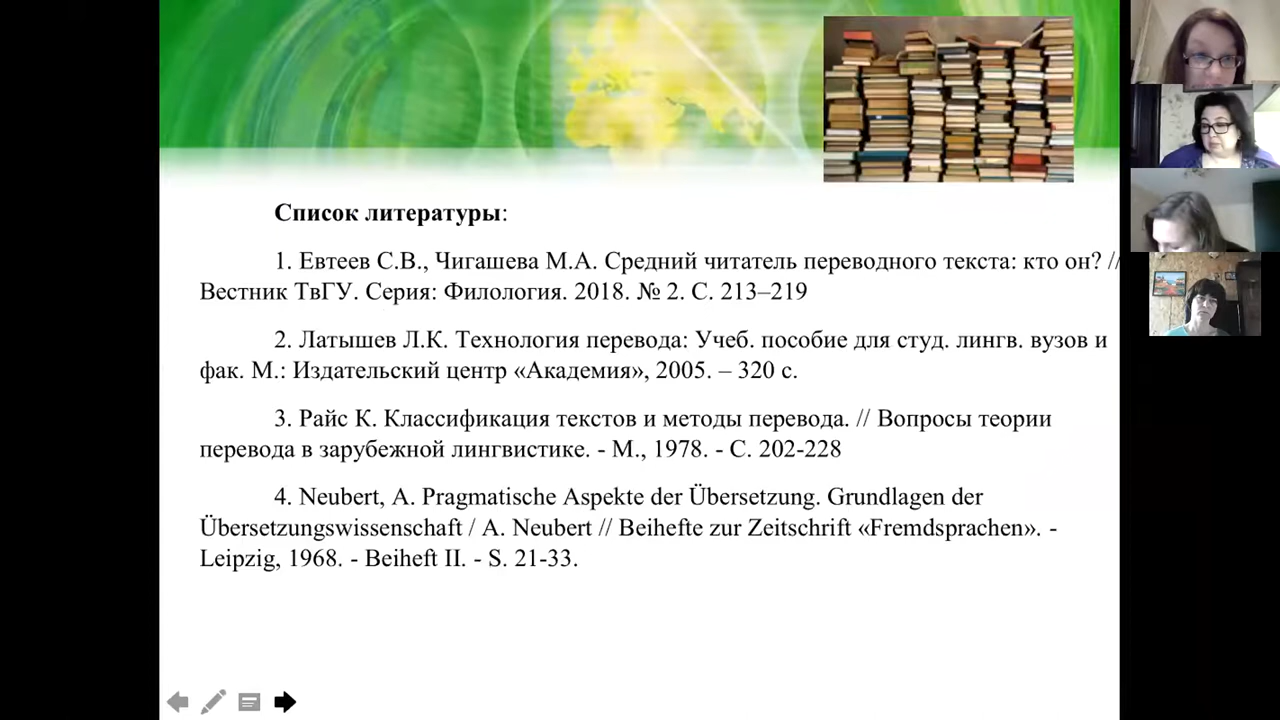 Список литературы:
1. Евтеев С.В., Чигашева М.А. Средний читатель переводного текста: кто он? //
Вестник ТвГУ. Серия: Филология. 2018. № 2. С. 213–219
2. Латышев Л.К. Технология перевода: Учеб. пособие для студ. лингв. вузов и
фак. М.: Издательский центр «Академия», 2005. – 320 с.
3. Райс К. Классификация текстов и методы перевода. // Вопросы теории
перевода в зарубежной лингвистике. - М., 1978. - С. 202-228
4. Neubert, A. Pragmatische Aspekte der Übersetzung. Grundlagen der
Übersetzungswissenschaft / A. Neubert // Beihefte zur Zeitschrift «Fremdsprachen». -
Leipzig, 1968. - Beiheft II. - S. 21-33.